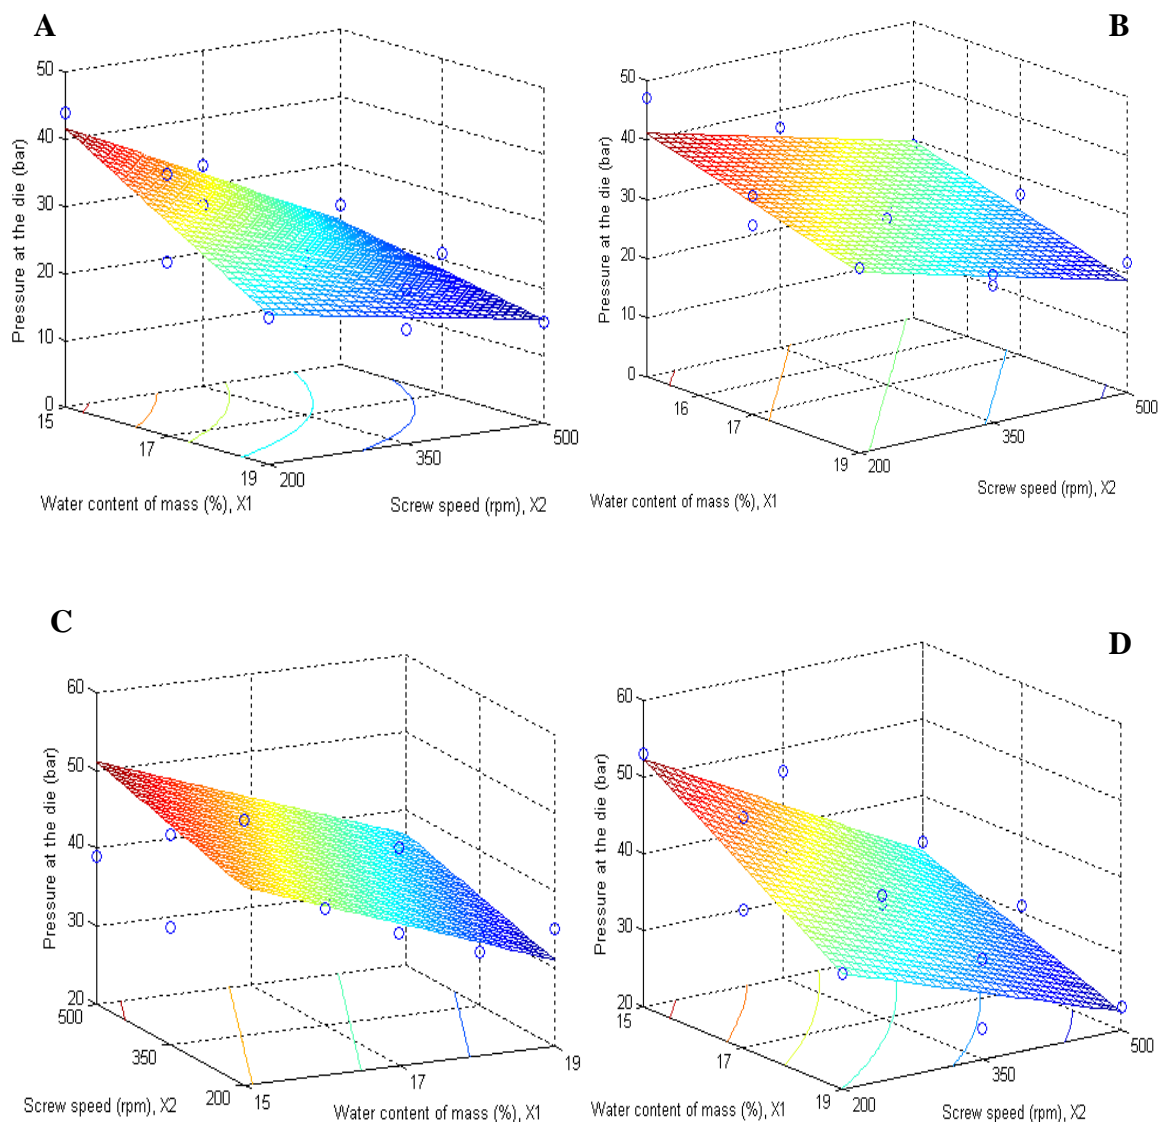 A
50
40
30
20
10
0
Pressure at the die (bar)
15
17
19
200
350
500
Water content of mass (%), X1
Screw speed (rpm), X2
B
50
40
30
20
10
0
Pressure at the die (bar)
16
17
19
200
350
500
Water content of mass (%), X1
Screw speed (rpm), X2
C
60
50
40
30
20
Pressure at the die (bar)
500
350
200
15
17
19
Screw speed (rpm), X2
Water content of mass (%), X1
D
60
50
40
30
20
Pressure at the die (bar)
15
17
19
200
350
500
Water content of mass (%), X1
Screw speed (rpm), X2